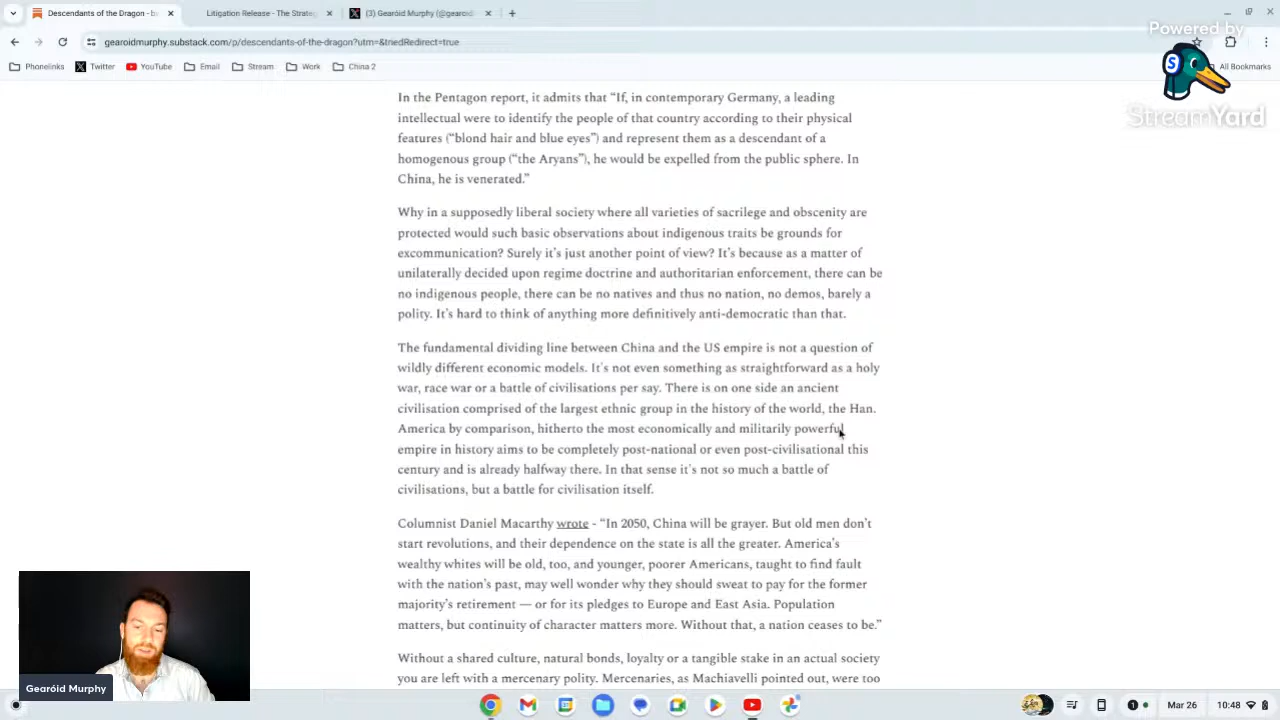 Descendants of the Dragon - b
Litigation Release - The Strate
(3) Gearóid Murphy (@gearoid
gearoidmurphy.substack.com/p/descendants-of-the-dragon?utm=&triedRedirect=true
Phonelinks
Twitter
YouTube
Email
Stream
Work
China 2
All Bookmarks
Powered by
StreamYard
In the Pentagon report, it admits that “If, in contemporary Germany, a leading
intellectual were to identify the people of that country according to their physical
features (“blond hair and blue eyes”) and represent them as a descendant of a
homogenous group (“the Aryans”), he would be expelled from the public sphere. In
China, he is venerated.”
Why in a supposedly liberal society where all varieties of sacrilege and obscenity are
protected would such basic observations about indigenous traits be grounds for
excommunication? Surely it’s just another point of view? It’s because as a matter of
unilaterally decided upon regime doctrine and authoritarian enforcement, there can be
no indigenous people, there can be no natives and thus no nation, no demos, barely a
polity. It’s hard to think of anything more definitively anti-democratic than that.
The fundamental dividing line between China and the US empire is not a question of
wildly different economic models. It’s not even something as straightforward as a holy
war, race war or a battle of civilisations per say. There is on one side an ancient
civilisation comprised of the largest ethnic group in the history of the world, the Han.
America by comparison, hitherto the most economically and militarily powerful
empire in history aims to be completely post-national or even post-civilisational this
century and is already halfway there. In that sense it’s not so much a battle of
civilisations, but a battle for civilisation itself.
Columnist Daniel Macarthy wrote - “In 2050, China will be grayer. But old men don’t
start revolutions, and their dependence on the state is all the greater. America’s
wealthy whites will be old, too, and younger, poorer Americans, taught to find fault
with the nation’s past, may well wonder why they should sweat to pay for the former
majority’s retirement — or for its pledges to Europe and East Asia. Population
matters, but continuity of character matters more. Without that, a nation ceases to be.”
Without a shared culture, natural bonds, loyalty or a tangible stake in an actual society
you are left with a mercenary polity. Mercenaries, as Machiavelli pointed out, were too
Gearóid Murphy
Mar 26
10:48